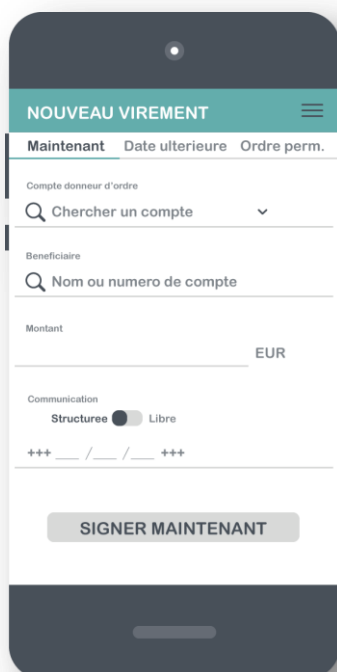 NOUVEAU VIREMENT
Maintenant Date ulterieure Ordre perm.
Compte donneur d'ordre
Chercher un compte
Beneficiaire
Nom ou numero de compte
Montant
EUR
Communication
Structuree Libre
+++ ___ /___ /___ +++
SIGNER MAINTENANT